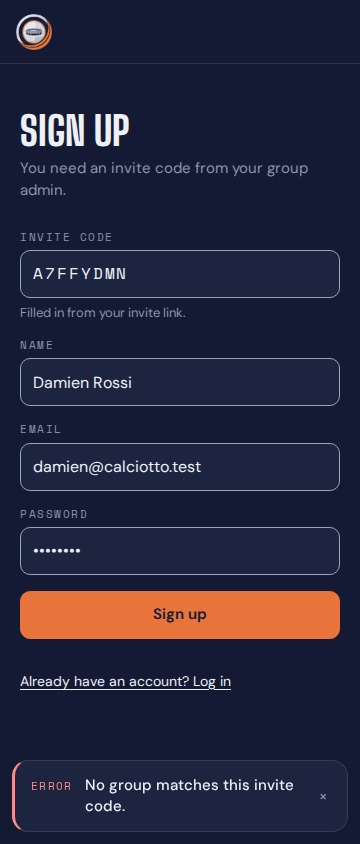 SIGN UP
You need an invite code from your group
admin.
INVITE CODE
A7FFYDMN
Filled in from your invite link.
NAME
Damien Rossi
EMAIL
damien@calciotto.test
PASSWORD
••••••••
Sign up
Already have an account? Log in
ERROR No group matches this invite
code.
×